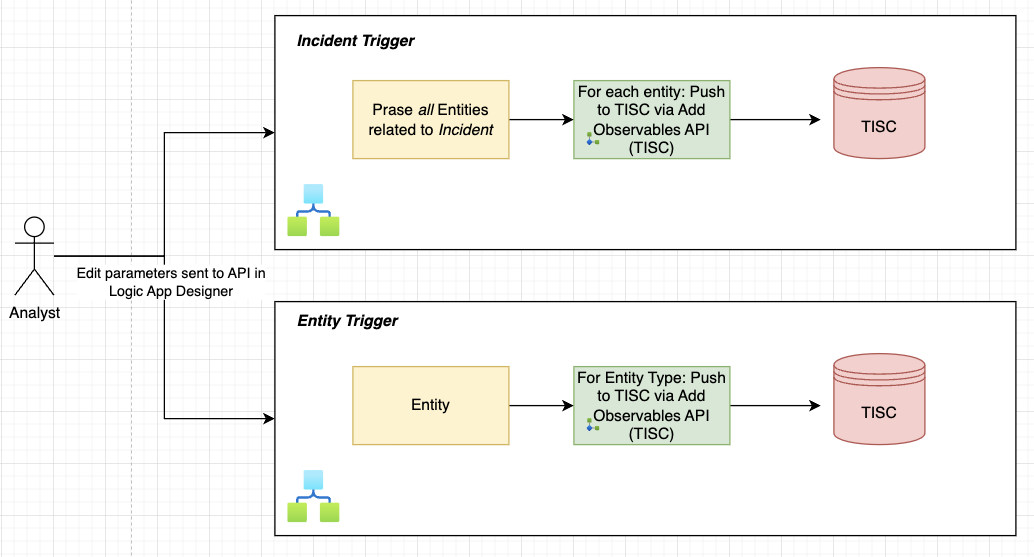 Incident Trigger
Prase all Entities
related to Incident
For each entity: Push
to TISC via Add
Observables API
(TISC)
TISC
Edit parameters sent to API in
Logic App Designer
Analyst
Entity Trigger
Entity
For Entity Type: Push
to TISC via Add
Observables API
(TISC)
TISC